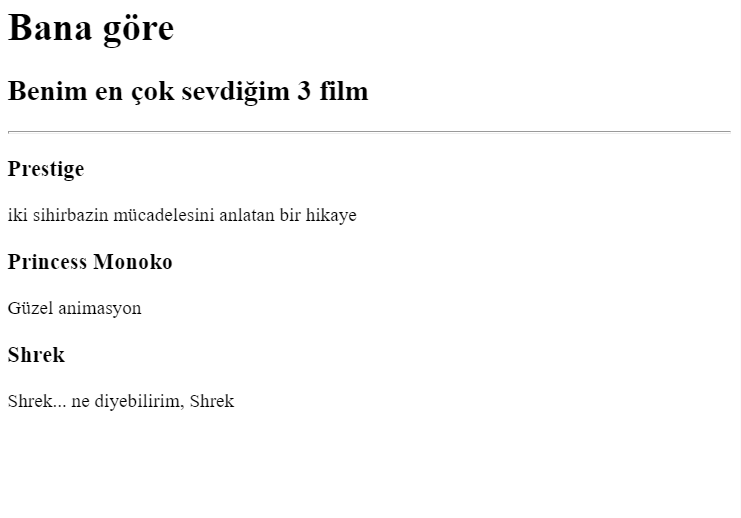 Bana göre
Benim en çok sevdiğim 3 film
Prestige
iki sihirbazin mücadelesini anlatan bir hikaye
Princess Monoko
Güzel animasyon
Shrek
Shrek... ne diyebilirim, Shrek